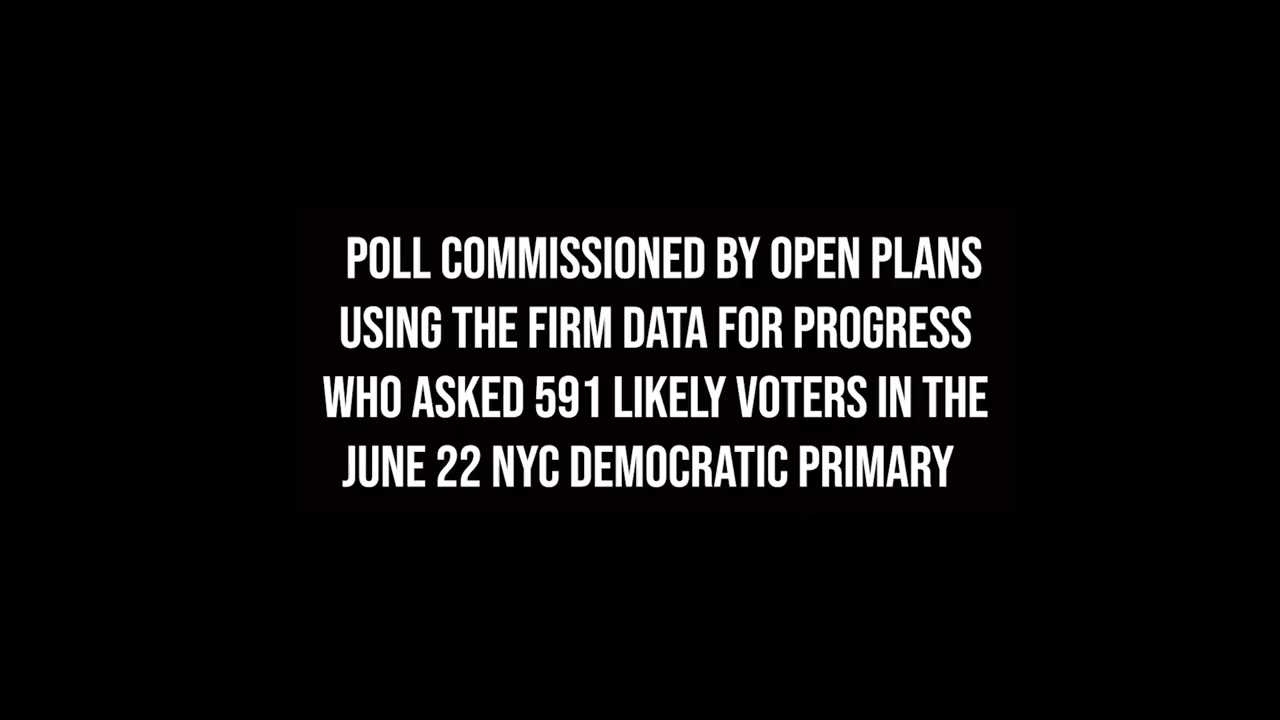 POLL COMMISSIONED BY OPEN PLANS
USING THE FIRM DATA FOR PROGRESS
WHO ASKED 591 LIKELY VOTERS IN THE
JUNE 22 NYC DEMOCRATIC PRIMARY